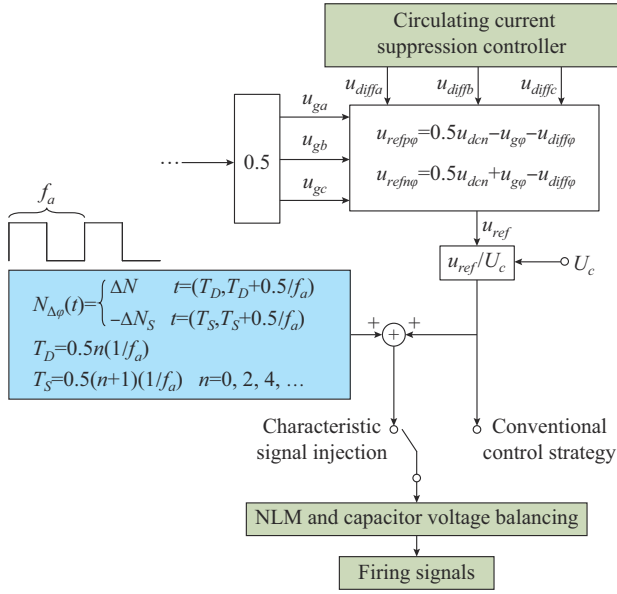 Circulating current
suppression controller
u_diffa u_diffb u_diffc
u_ga
u_gb
u_gc
… 0.5
u_refpφ=0.5u_dcn−u_gφ−u_diffφ
u_refnφ=0.5u_dcn+u_gφ−u_diffφ
f_a
u_ref
u_ref/U_c
U_c
N_Δφ(t)={ΔN t=(T_D,T_D+0.5/f_a)
−ΔN_S t=(T_S,T_S+0.5/f_a)
T_D=0.5n(1/f_a)
T_S=0.5(n+1)(1/f_a) n=0, 2, 4, …
+ + +
Characteristic
signal injection
Conventional
control strategy
NLM and capacitor voltage balancing
Firing signals